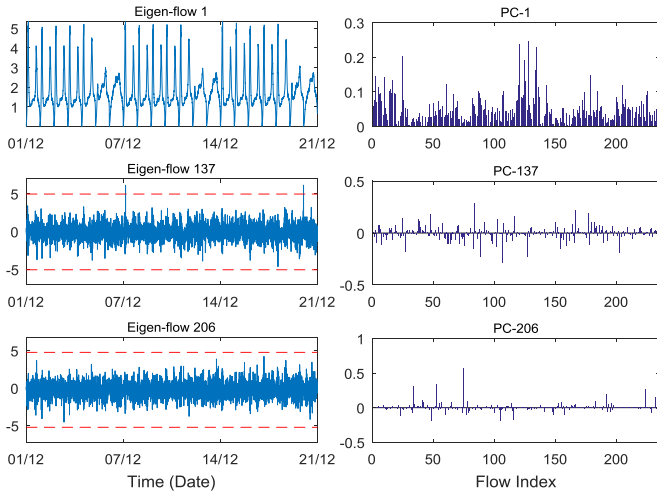 Eigen-flow 1
5
4
3
2
1
01/12 07/12 14/12 21/12
PC-1
0.3
0.2
0.1
0
0 50 100 150 200
Eigen-flow 137
5
0
-5
01/12 07/12 14/12 21/12
PC-137
0.5
0
-0.5
0 50 100 150 200
Eigen-flow 206
5
0
-5
01/12 07/12 14/12 21/12
Time (Date)
PC-206
1
0.5
0
-0.5
0 50 100 150 200
Flow Index